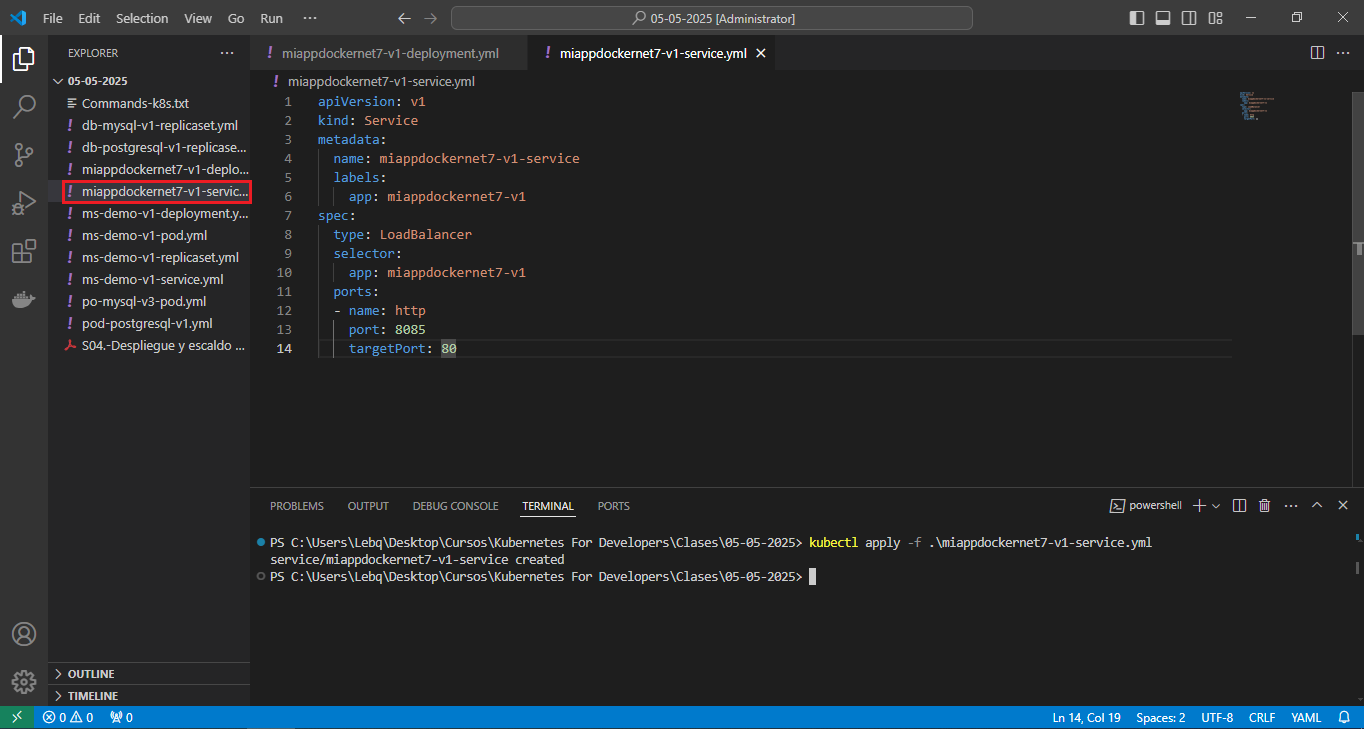 File Edit Selection View Go Run ···
05-05-2025 [Administrator]
EXPLORER ···
05-05-2025
Commands-k8s.txt
! db-mysql-v1-replicaset.yml
! db-postgresql-v1-replicase...
! miappdockernet7-v1-deplo...
! miappdockernet7-v1-servic...
! ms-demo-v1-deployment.y...
! ms-demo-v1-pod.yml
! ms-demo-v1-replicaset.yml
! ms-demo-v1-service.yml
! po-mysql-v3-pod.yml
! pod-postgresql-v1.yml
S04.-Despliegue y escaldo ...
OUTLINE
TIMELINE
! miappdockernet7-v1-deployment.yml
! miappdockernet7-v1-service.yml
! miappdockernet7-v1-service.yml
1 apiVersion: v1
2 kind: Service
3 metadata:
4 name: miappdockernet7-v1-service
5 labels:
6 app: miappdockernet7-v1
7 spec:
8 type: LoadBalancer
9 selector:
10 app: miappdockernet7-v1
11 ports:
12 - name: http
13 port: 8085
14 targetPort: 80
PROBLEMS OUTPUT DEBUG CONSOLE TERMINAL PORTS
powershell
PS C:\Users\Lebq\Desktop\Cursos\Kubernetes For Developers\Clases\05-05-2025> kubectl apply -f .\miappdockernet7-v1-service.yml
service/miappdockernet7-v1-service created
PS C:\Users\Lebq\Desktop\Cursos\Kubernetes For Developers\Clases\05-05-2025>
0 0 0 Ln 14, Col 19 Spaces: 2 UTF-8 CRLF YAML